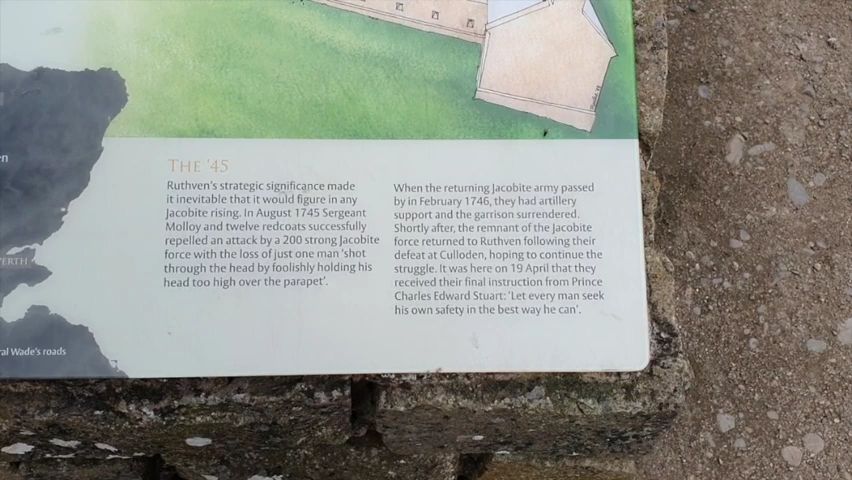 THE '45
Ruthven's strategic significance made
it inevitable that it would figure in any
Jacobite rising. In August 1745 Sergeant
Molloy and twelve redcoats successfully
repelled an attack by a 200 strong Jacobite
force with the loss of just one man 'shot
through the head by foolishly holding his
head too high over the parapet'.
When the returning Jacobite army passed
by in February 1746, they had artillery
support and the garrison surrendered.
Shortly after, the remnant of the Jacobite
force returned to Ruthven following their
defeat at Culloden, hoping to continue the
struggle. It was here on 19 April that they
received their final instruction from Prince
Charles Edward Stuart: 'Let every man seek
his own safety in the best way he can'.
ERTH
al Wade's roads